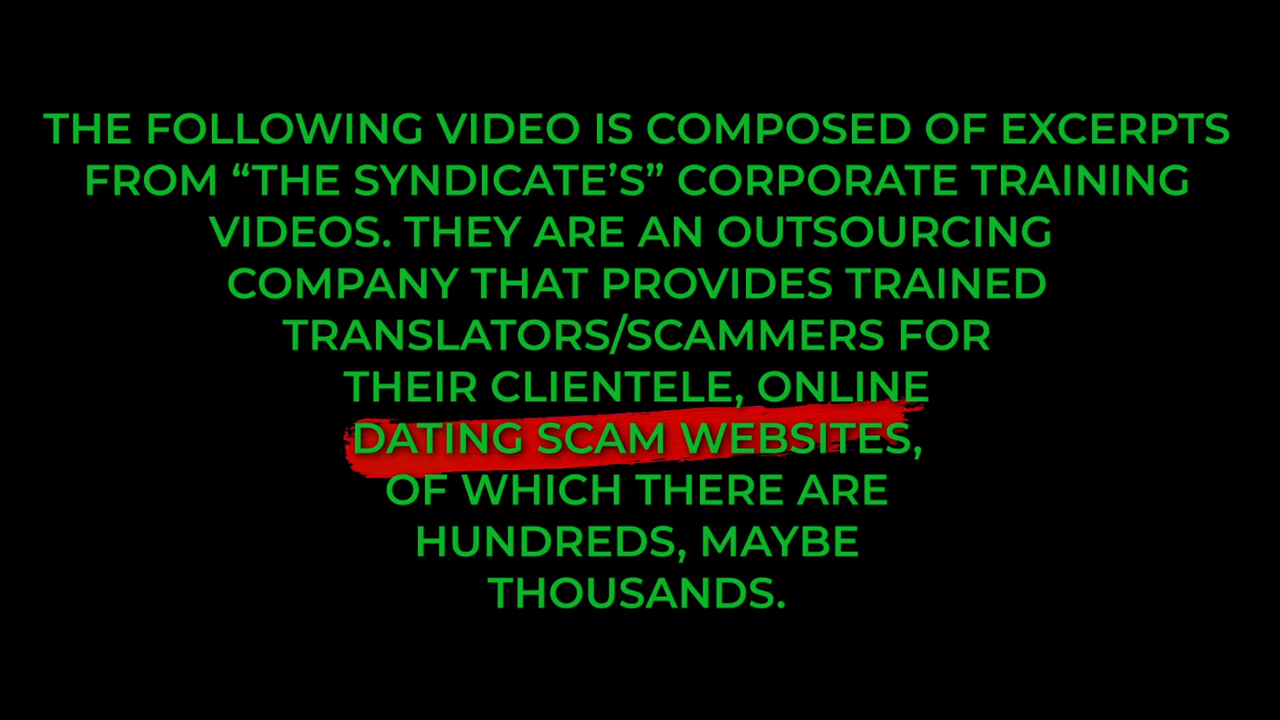 THE FOLLOWING VIDEO IS COMPOSED OF EXCERPTS
FROM “THE SYNDICATE’S” CORPORATE TRAINING
VIDEOS. THEY ARE AN OUTSOURCING
COMPANY THAT PROVIDES TRAINED
TRANSLATORS/SCAMMERS FOR
THEIR CLIENTELE, ONLINE
DATING SCAM WEBSITES,
OF WHICH THERE ARE
HUNDREDS, MAYBE
THOUSANDS.